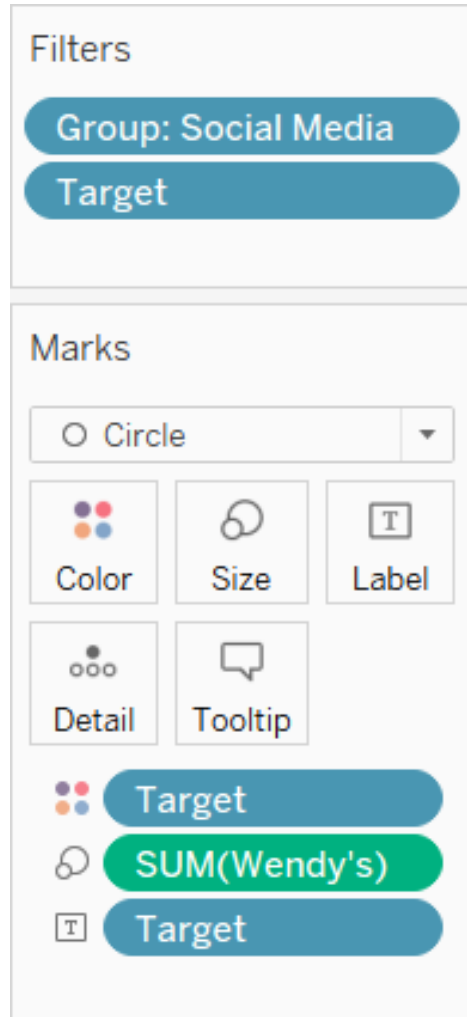 Filters
Group: Social Media
Target
Marks
Circle
Color Size T Label
Detail Tooltip
Target
SUM(Wendy's)
T Target